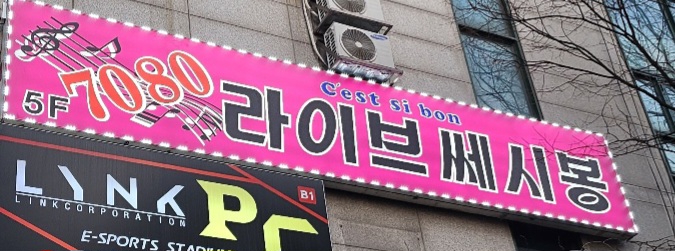 C'est si bon
5F 7080 라이브 쎄시봉
LYNK
LINKCORPORATION
PC
B1
E-SPORTS STADIUM